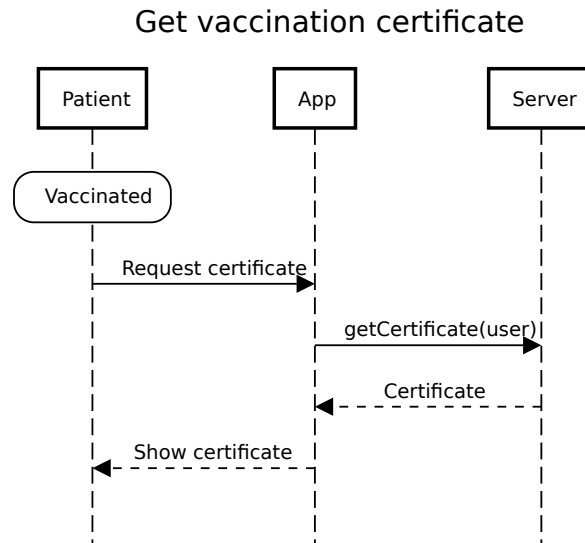 Get vaccination certificate
Patient
App
Server
Vaccinated
Request certificate
getCertificate(user)
Certificate
Show certificate